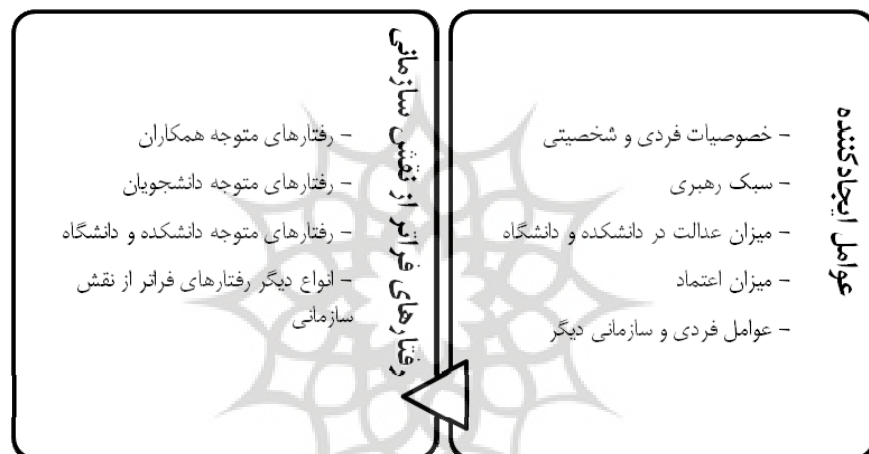 عوامل ایجادکننده
- خصوصیات فردی و شخصیتی
- سبک رهبری
- میزان عدالت در دانشکده و دانشگاه
- میزان اعتماد
- عوامل فردی و سازمانی دیگر
رفتارهای فراتر از نقش سازمانی
- رفتارهای متوجه همکاران
- رفتارهای متوجه دانشجویان
- رفتارهای متوجه دانشکده و دانشگاه
- انواع دیگر رفتارهای فراتر از نقش
سازمانی